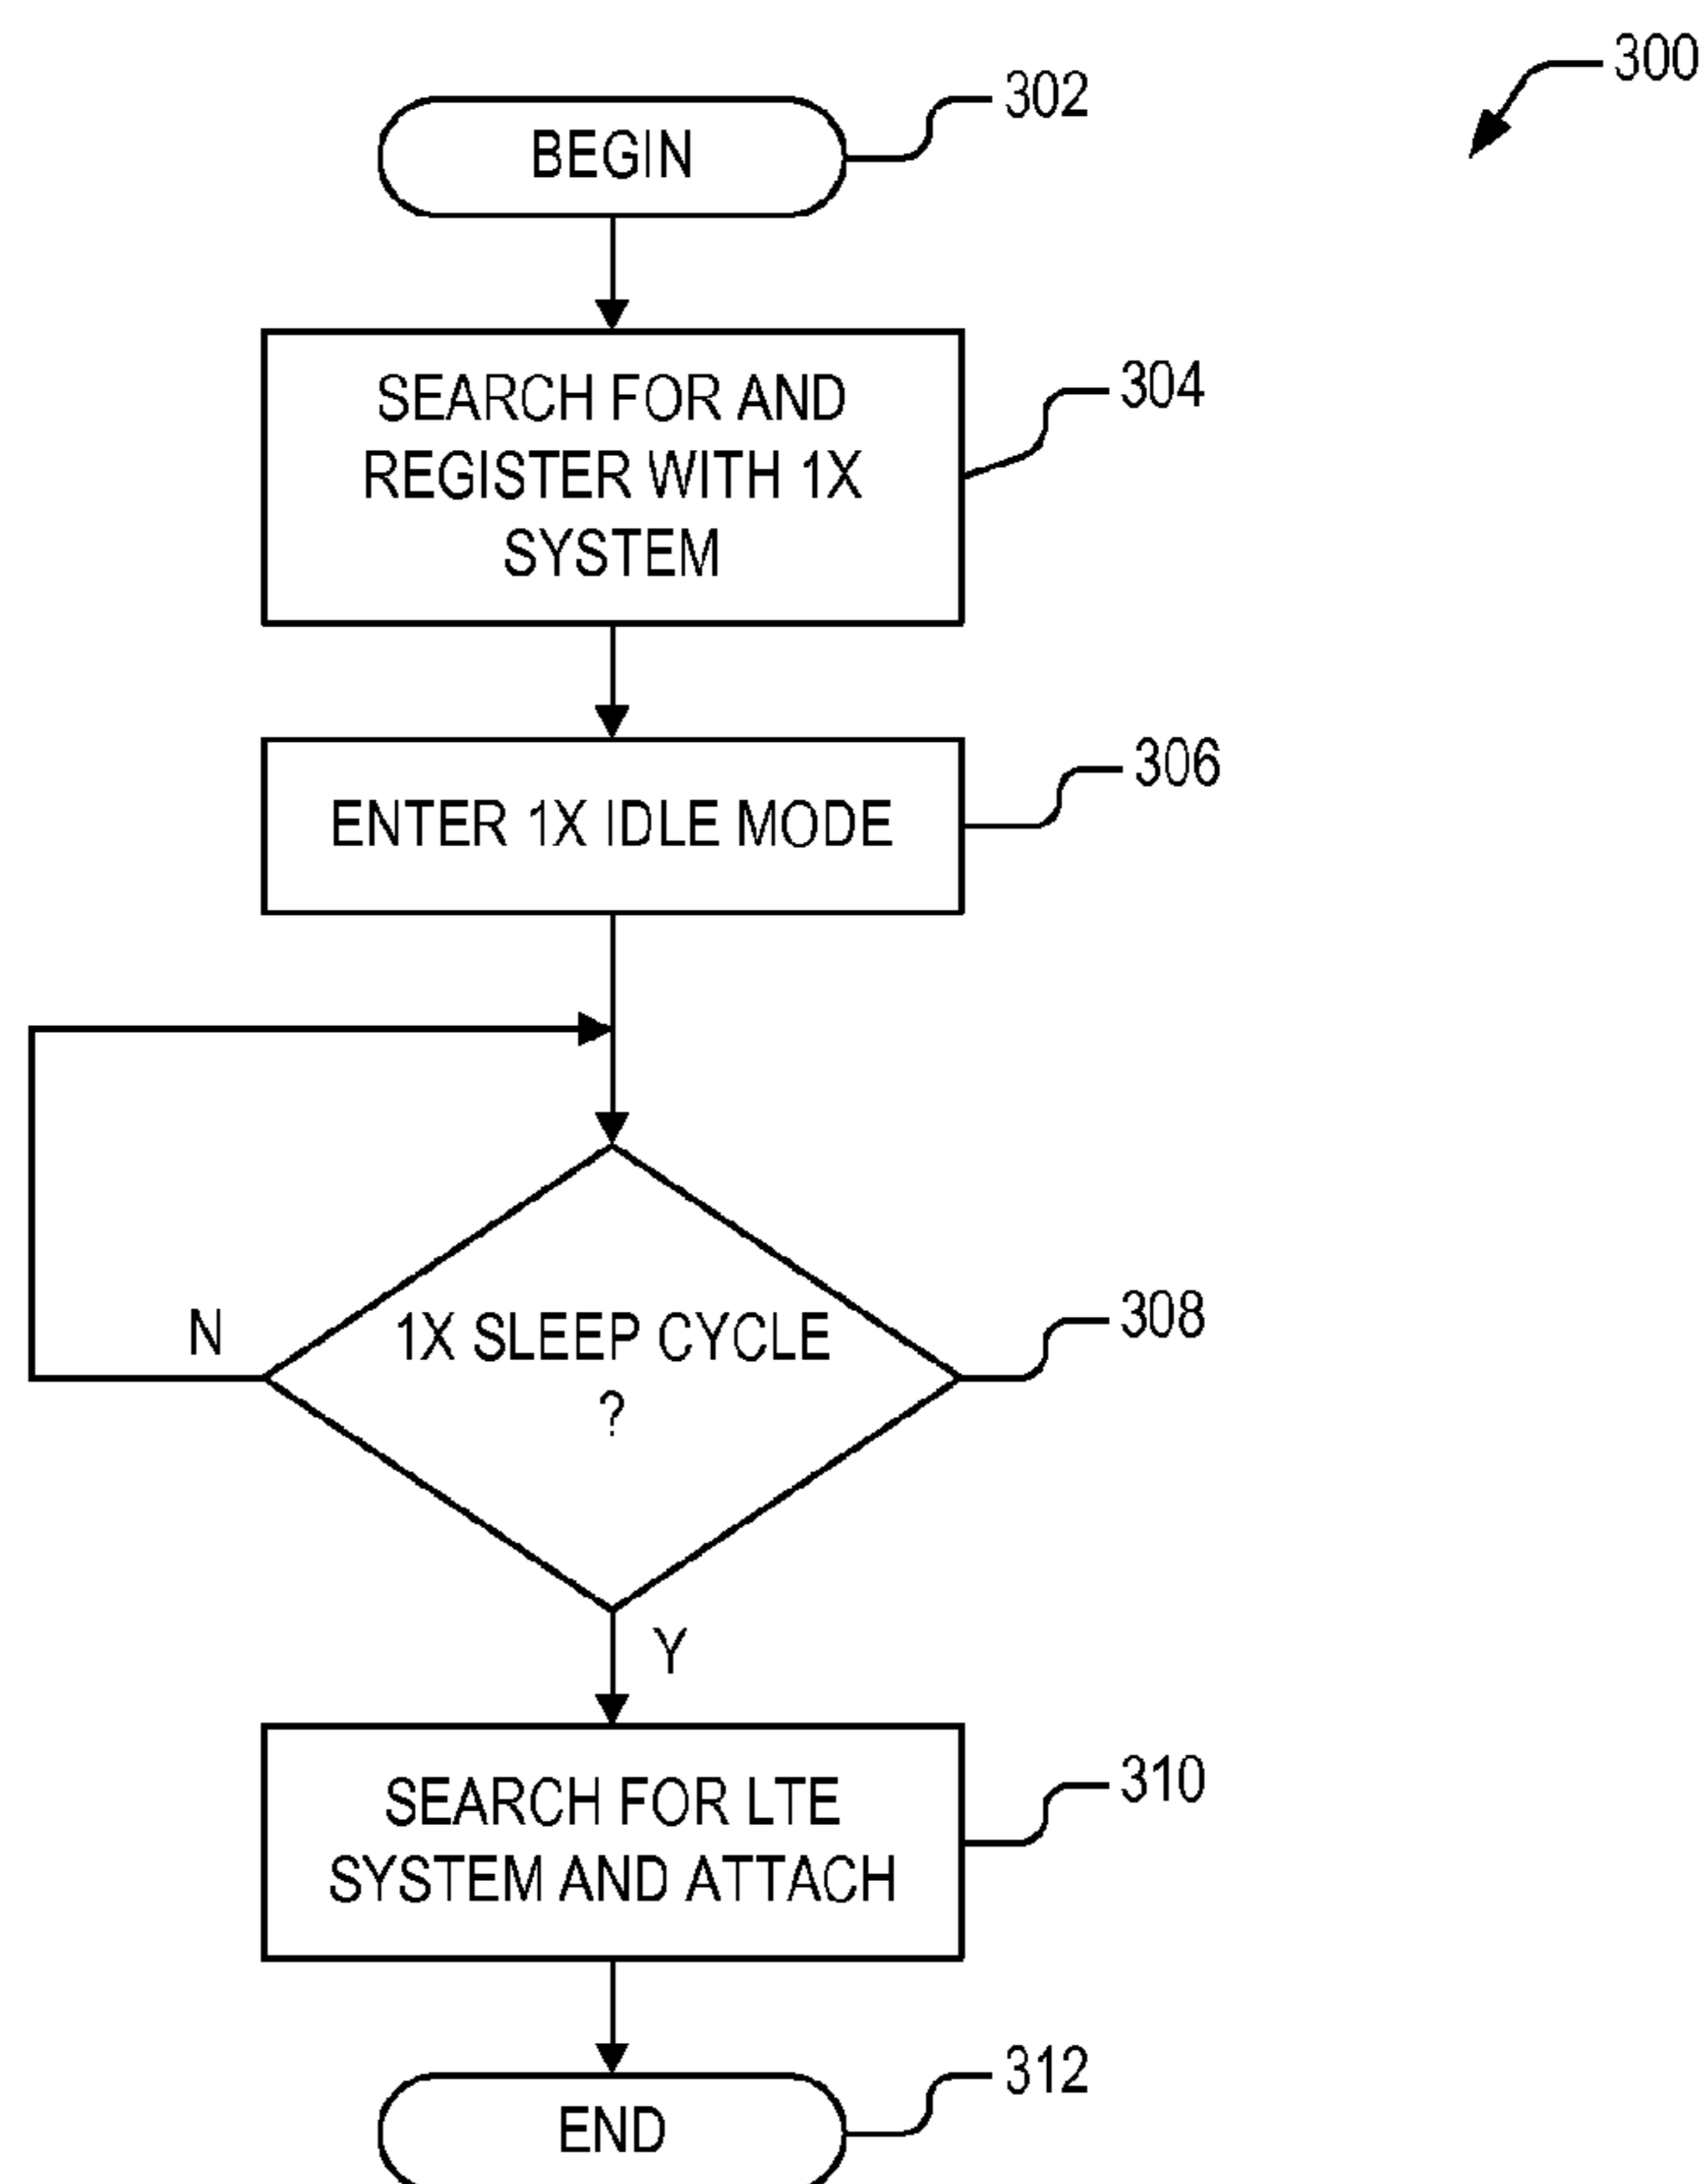 300
BEGIN
302
SEARCH FOR AND
REGISTER WITH 1X
SYSTEM
304
ENTER 1X IDLE MODE
306
N
1X SLEEP CYCLE
?
308
Y
SEARCH FOR LTE
SYSTEM AND ATTACH
310
END
312